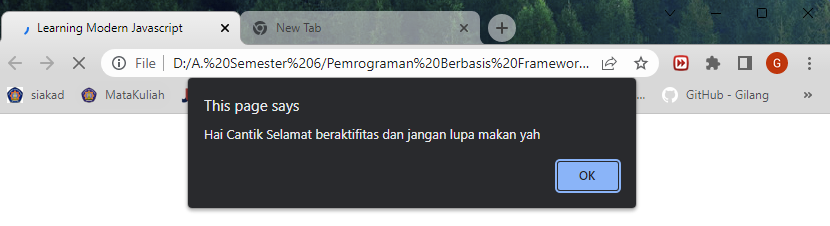 Learning Modern Javascript
New Tab
File
D:/A.%20Semester%206/Pemrograman%20Berbasis%20Framewor...
G
siakad
MataKuliah
...
GitHub - Gilang
This page says
Hai Cantik Selamat beraktifitas dan jangan lupa makan yah
OK